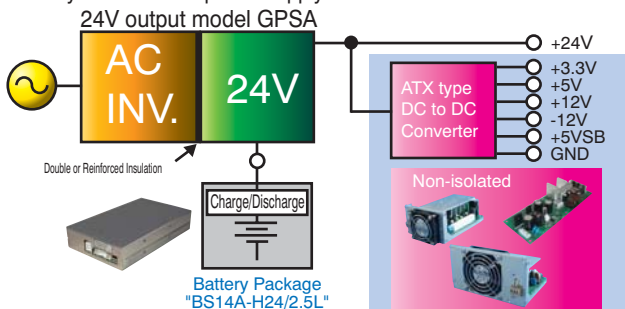 24V output model GPSA
AC
INV.
24V
+24V
ATX type
DC to DC
Converter
+3.3V
+5V
+12V
-12V
+5VSB
GND
Double or Reinforced Insulation
Non-isolated
Charge/Discharge
Battery Package
"BS14A-H24/2.5L"